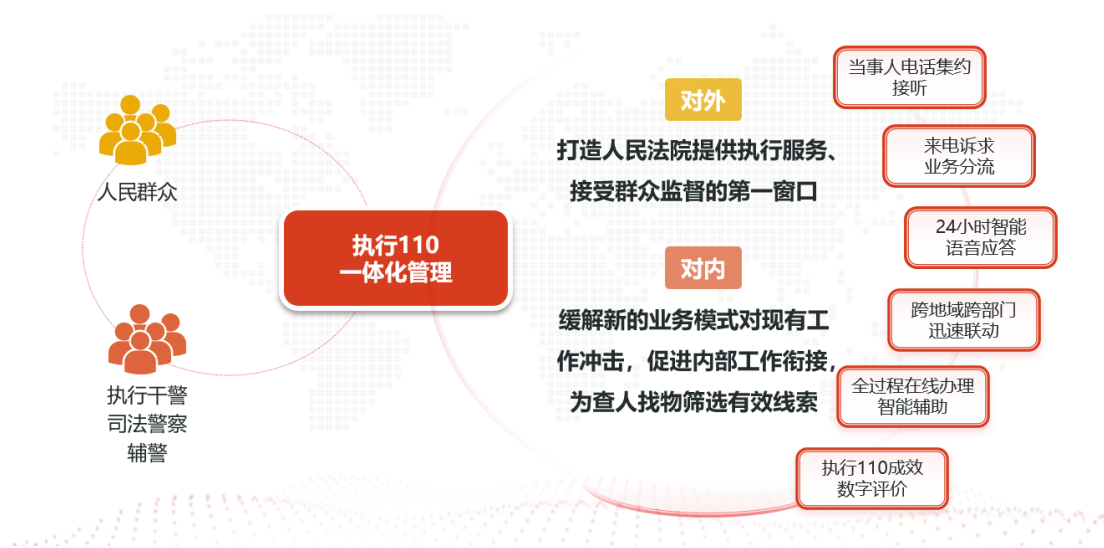 人民群众
执行干警
司法警察
辅警
执行110
一体化管理
对外
打造人民法院提供执行服务、
接受群众监督的第一窗口
对内
缓解新的业务模式对现有工
作冲击，促进内部工作衔接，
为查人找物筛选有效线索
当事人电话集约
接听
来电诉求
业务分流
24小时智能
语音应答
跨地域跨部门
迅速联动
全过程在线办理
智能辅助
执行110成效
数字评价